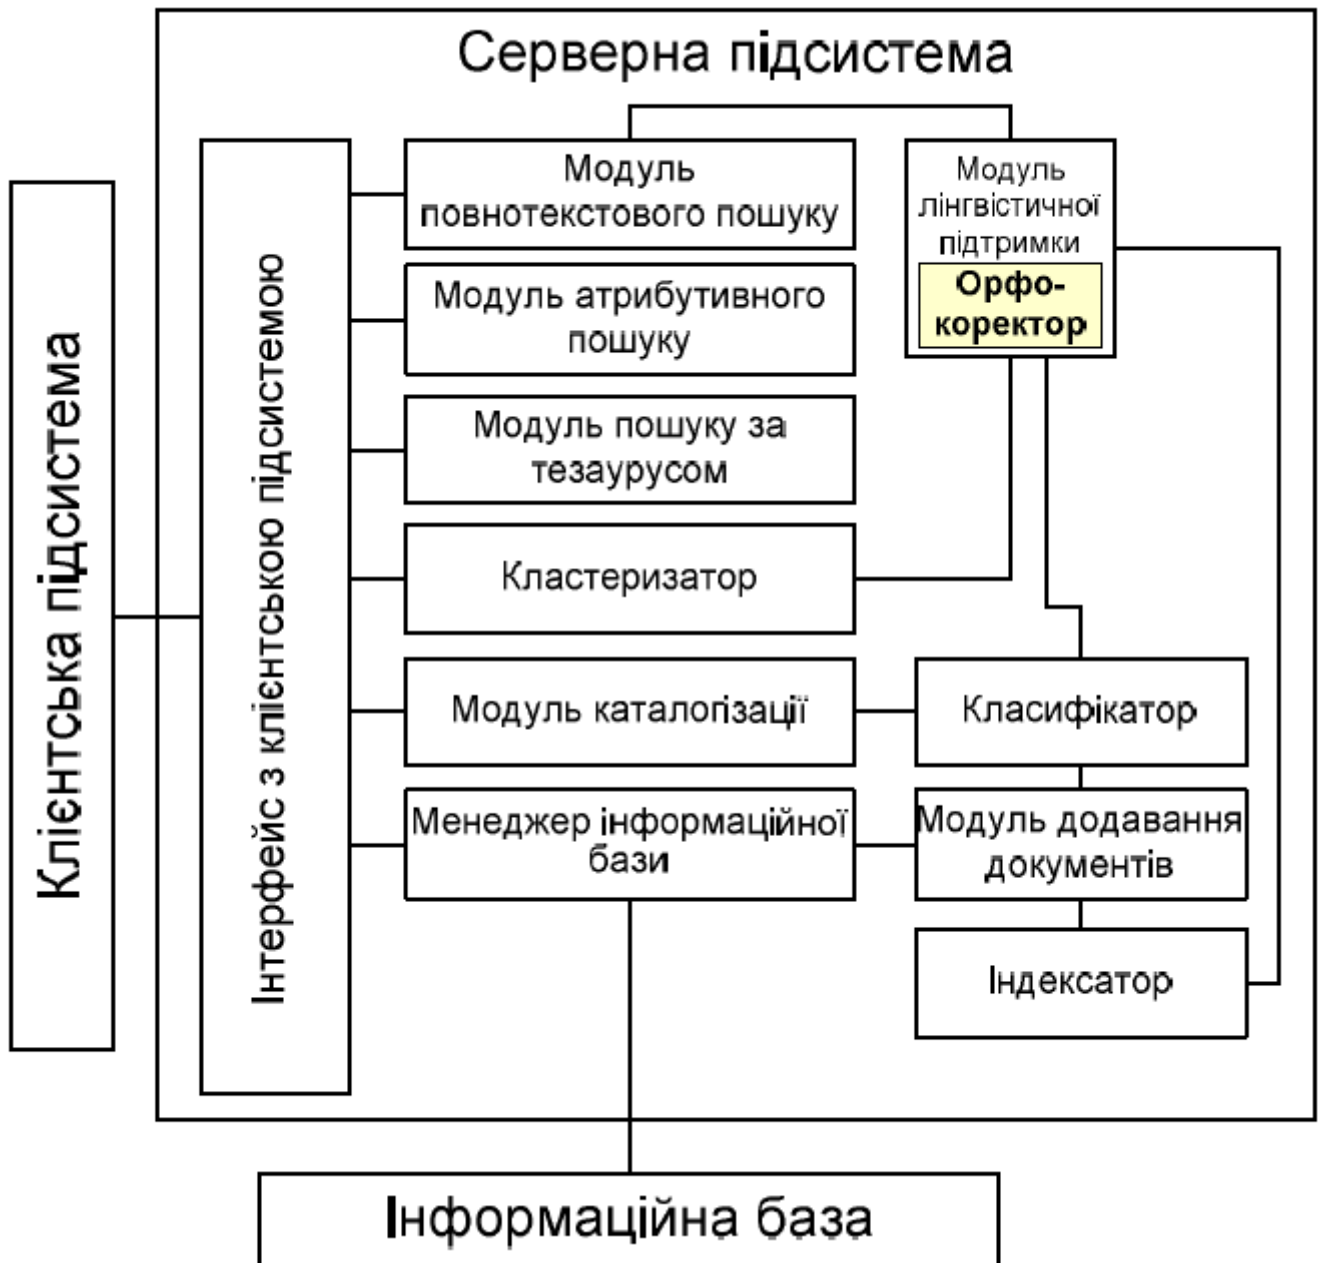 Серверна підсистема
Клієнтська підсистема
Інтерфейс з клієнтською підсистемою
Модуль
повнотекстового пошуку
Модуль
лінгвістичної
підтримки
Орфо-
коректор
Модуль атрибутивного
пошуку
Модуль пошуку за
тезаурусом
Кластеризатор
Модуль каталогізації
Класифікатор
Менеджер інформаційної
бази
Модуль додавання
документів
Індексатор
Інформаційна база